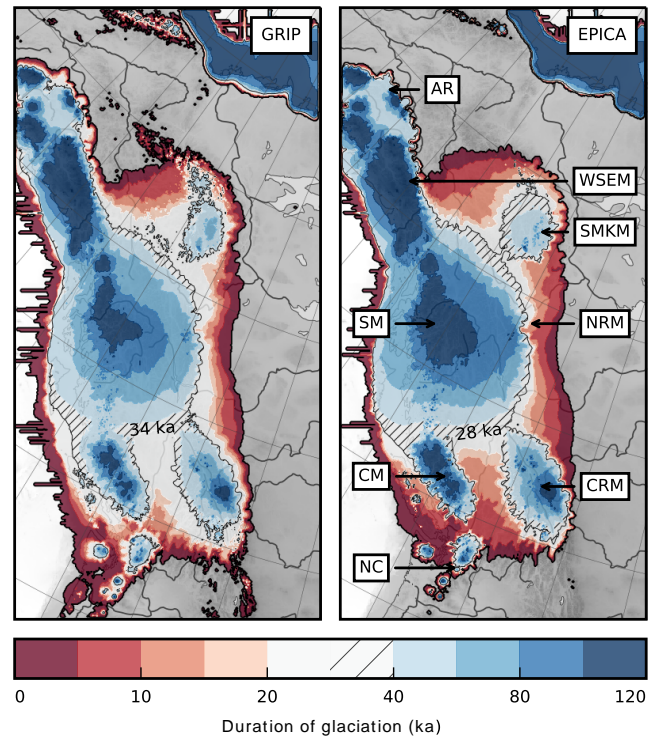 GRIP
EPICA
AR
WSEM
SMKM
SM
NRM
34 ka
28 ka
CM
CRM
NC
0 10 20 40 80 120
Duration of glaciation (ka)